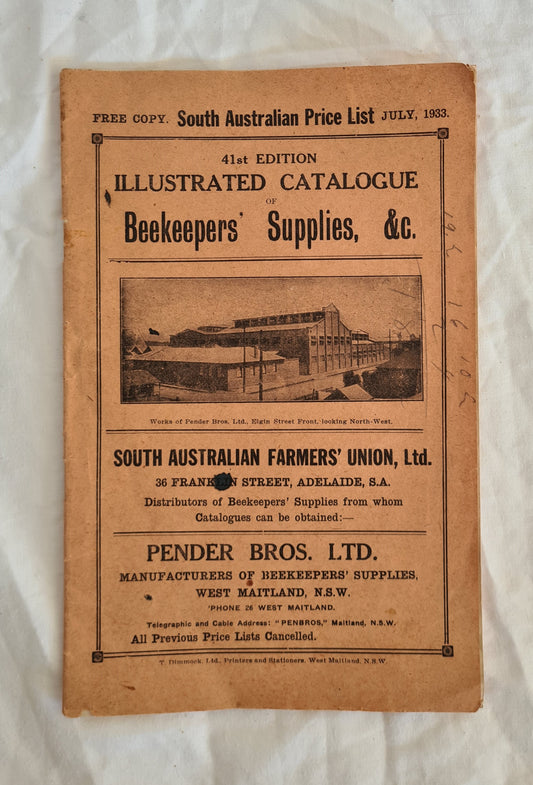 FREE COPY. South Australian Price List JULY, 1933.
41st EDITION
ILLUSTRATED CATALOGUE
OF
Beekeepers' Supplies, &c.
Works of Pender Bros. Ltd., Elgin Street Front, looking North-West.
SOUTH AUSTRALIAN FARMERS' UNION, Ltd.
36 FRANKLIN STREET, ADELAIDE, S.A.
Distributors of Beekeepers' Supplies from whom
Catalogues can be obtained:—
PENDER BROS. LTD.
MANUFACTURERS OF BEEKEEPERS' SUPPLIES,
WEST MAITLAND, N.S.W.
'PHONE 26 WEST MAITLAND.
Telegraphic and Cable Address: "PENBROS," Maitland, N.S.W.
All Previous Price Lists Cancelled.
T. Dimmock, Ltd., Printers and Stationers, West Maitland, N.S.W.